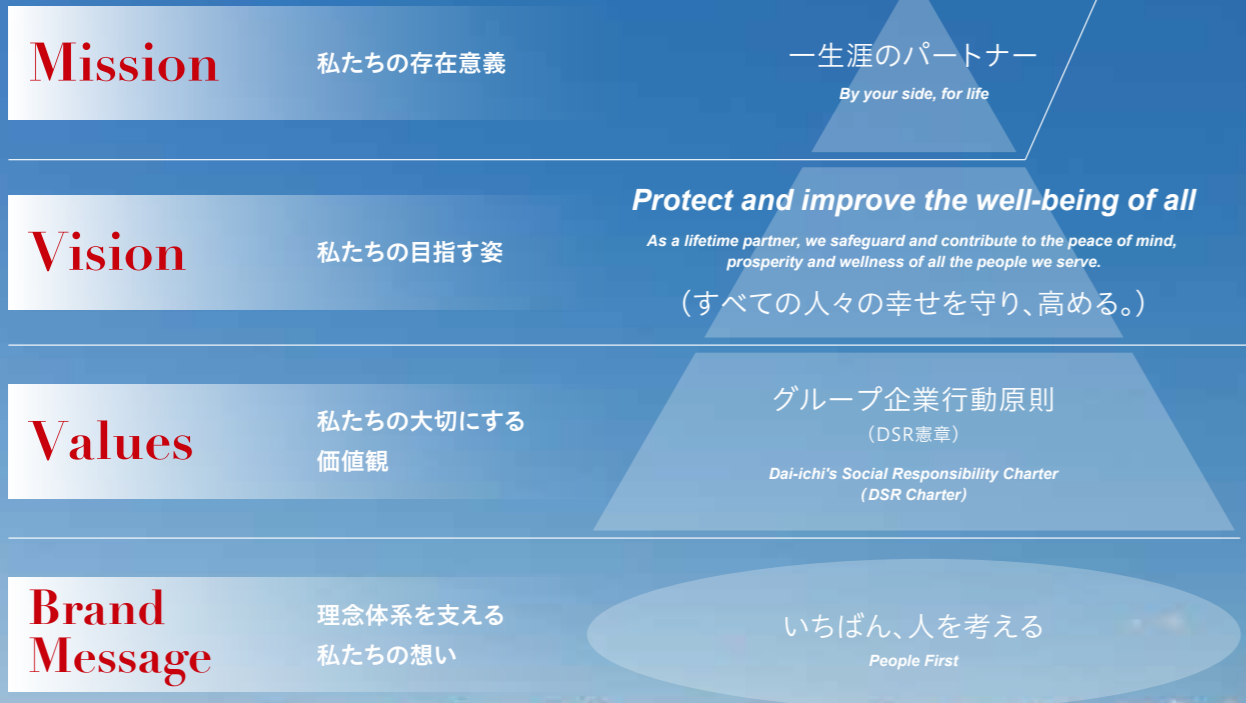 Mission
私たちの存在意義
一生涯のパートナー
By your side, for life
Vision
私たちの目指す姿
Protect and improve the well-being of all
As a lifetime partner, we safeguard and contribute to the peace of mind,
prosperity and wellness of all the people we serve.
（すべての人々の幸せを守り、高める。）
Values
私たちの大切にする
価値観
グループ企業行動原則
（DSR憲章）
Dai-ichi's Social Responsibility Charter
（DSR Charter）
Brand
Message
理念体系を支える
私たちの想い
いちばん、人を考える
People First